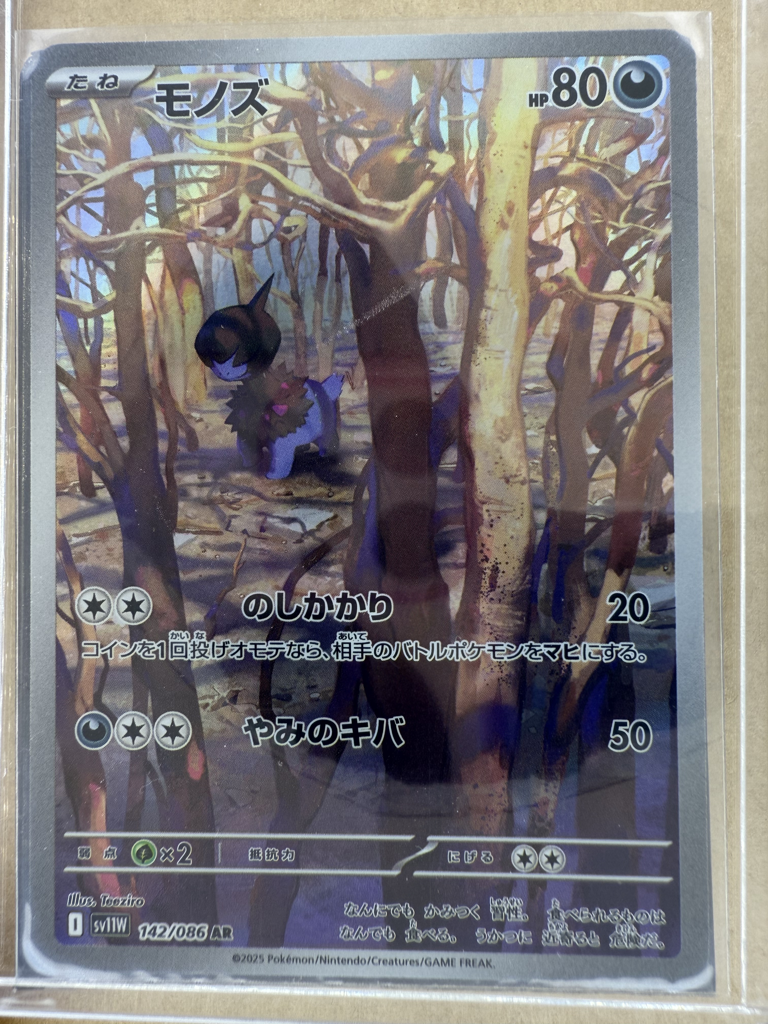 たね
モノズ
HP80
のしかかり 20
コインを1回投げオモテなら、相手のバトルポケモンをマヒにする。
やみのキバ 50
弱点 ×2 抵抗力 にげる
Illus. Teeziro
I sv11W 142/086 AR
なんにでも かみつく 習性。 食べられるものは
なんでも 食べる。 うかつに 近寄ると 危険だ。
©2025 Pokémon/Nintendo/Creatures/GAME FREAK.